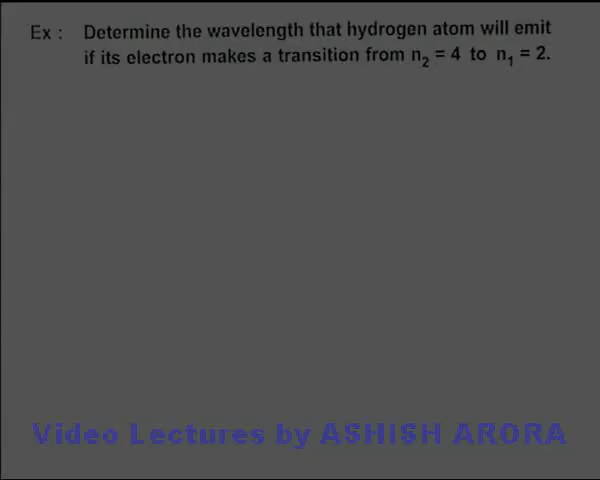 Ex : Determine the wavelength that hydrogen atom will emit
if its electron makes a transition from n₂ = 4 to n₁ = 2.
Video Lectures by ASHISH ARORA